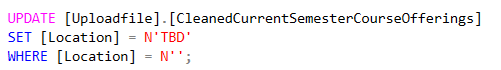 UPDATE [Uploadfile].[CleanedCurrentSemesterCourseOfferings]
SET [Location] = N'TBD'
WHERE [Location] = N'';